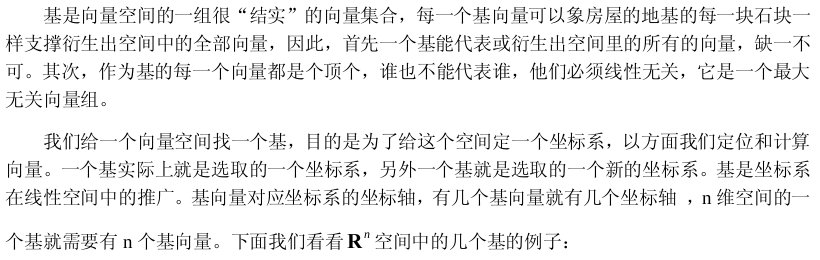 基是向量空间的一组很“结实”的向量集合，每一个基向量可以象房屋的地基的每一块石块一
样支撑衍生出空间中的全部向量，因此，首先一个基能代表或衍生出空间里的所有的向量，缺一不
可。其次，作为基的每一个向量都是个顶个，谁也不能代表谁，他们必须线性无关，它是一个最大
无关向量组。
我们给一个向量空间找一个基，目的是为了给这个空间定一个坐标系，以方面我们定位和计算
向量。一个基实际上就是选取的一个坐标系，另外一个基就是选取的一个新的坐标系。基是坐标系
在线性空间中的推广。基向量对应坐标系的坐标轴，有几个基向量就有几个坐标轴 ，n 维空间的一
个基就需要有 n 个基向量。下面我们看看 Rⁿ 空间中的几个基的例子：